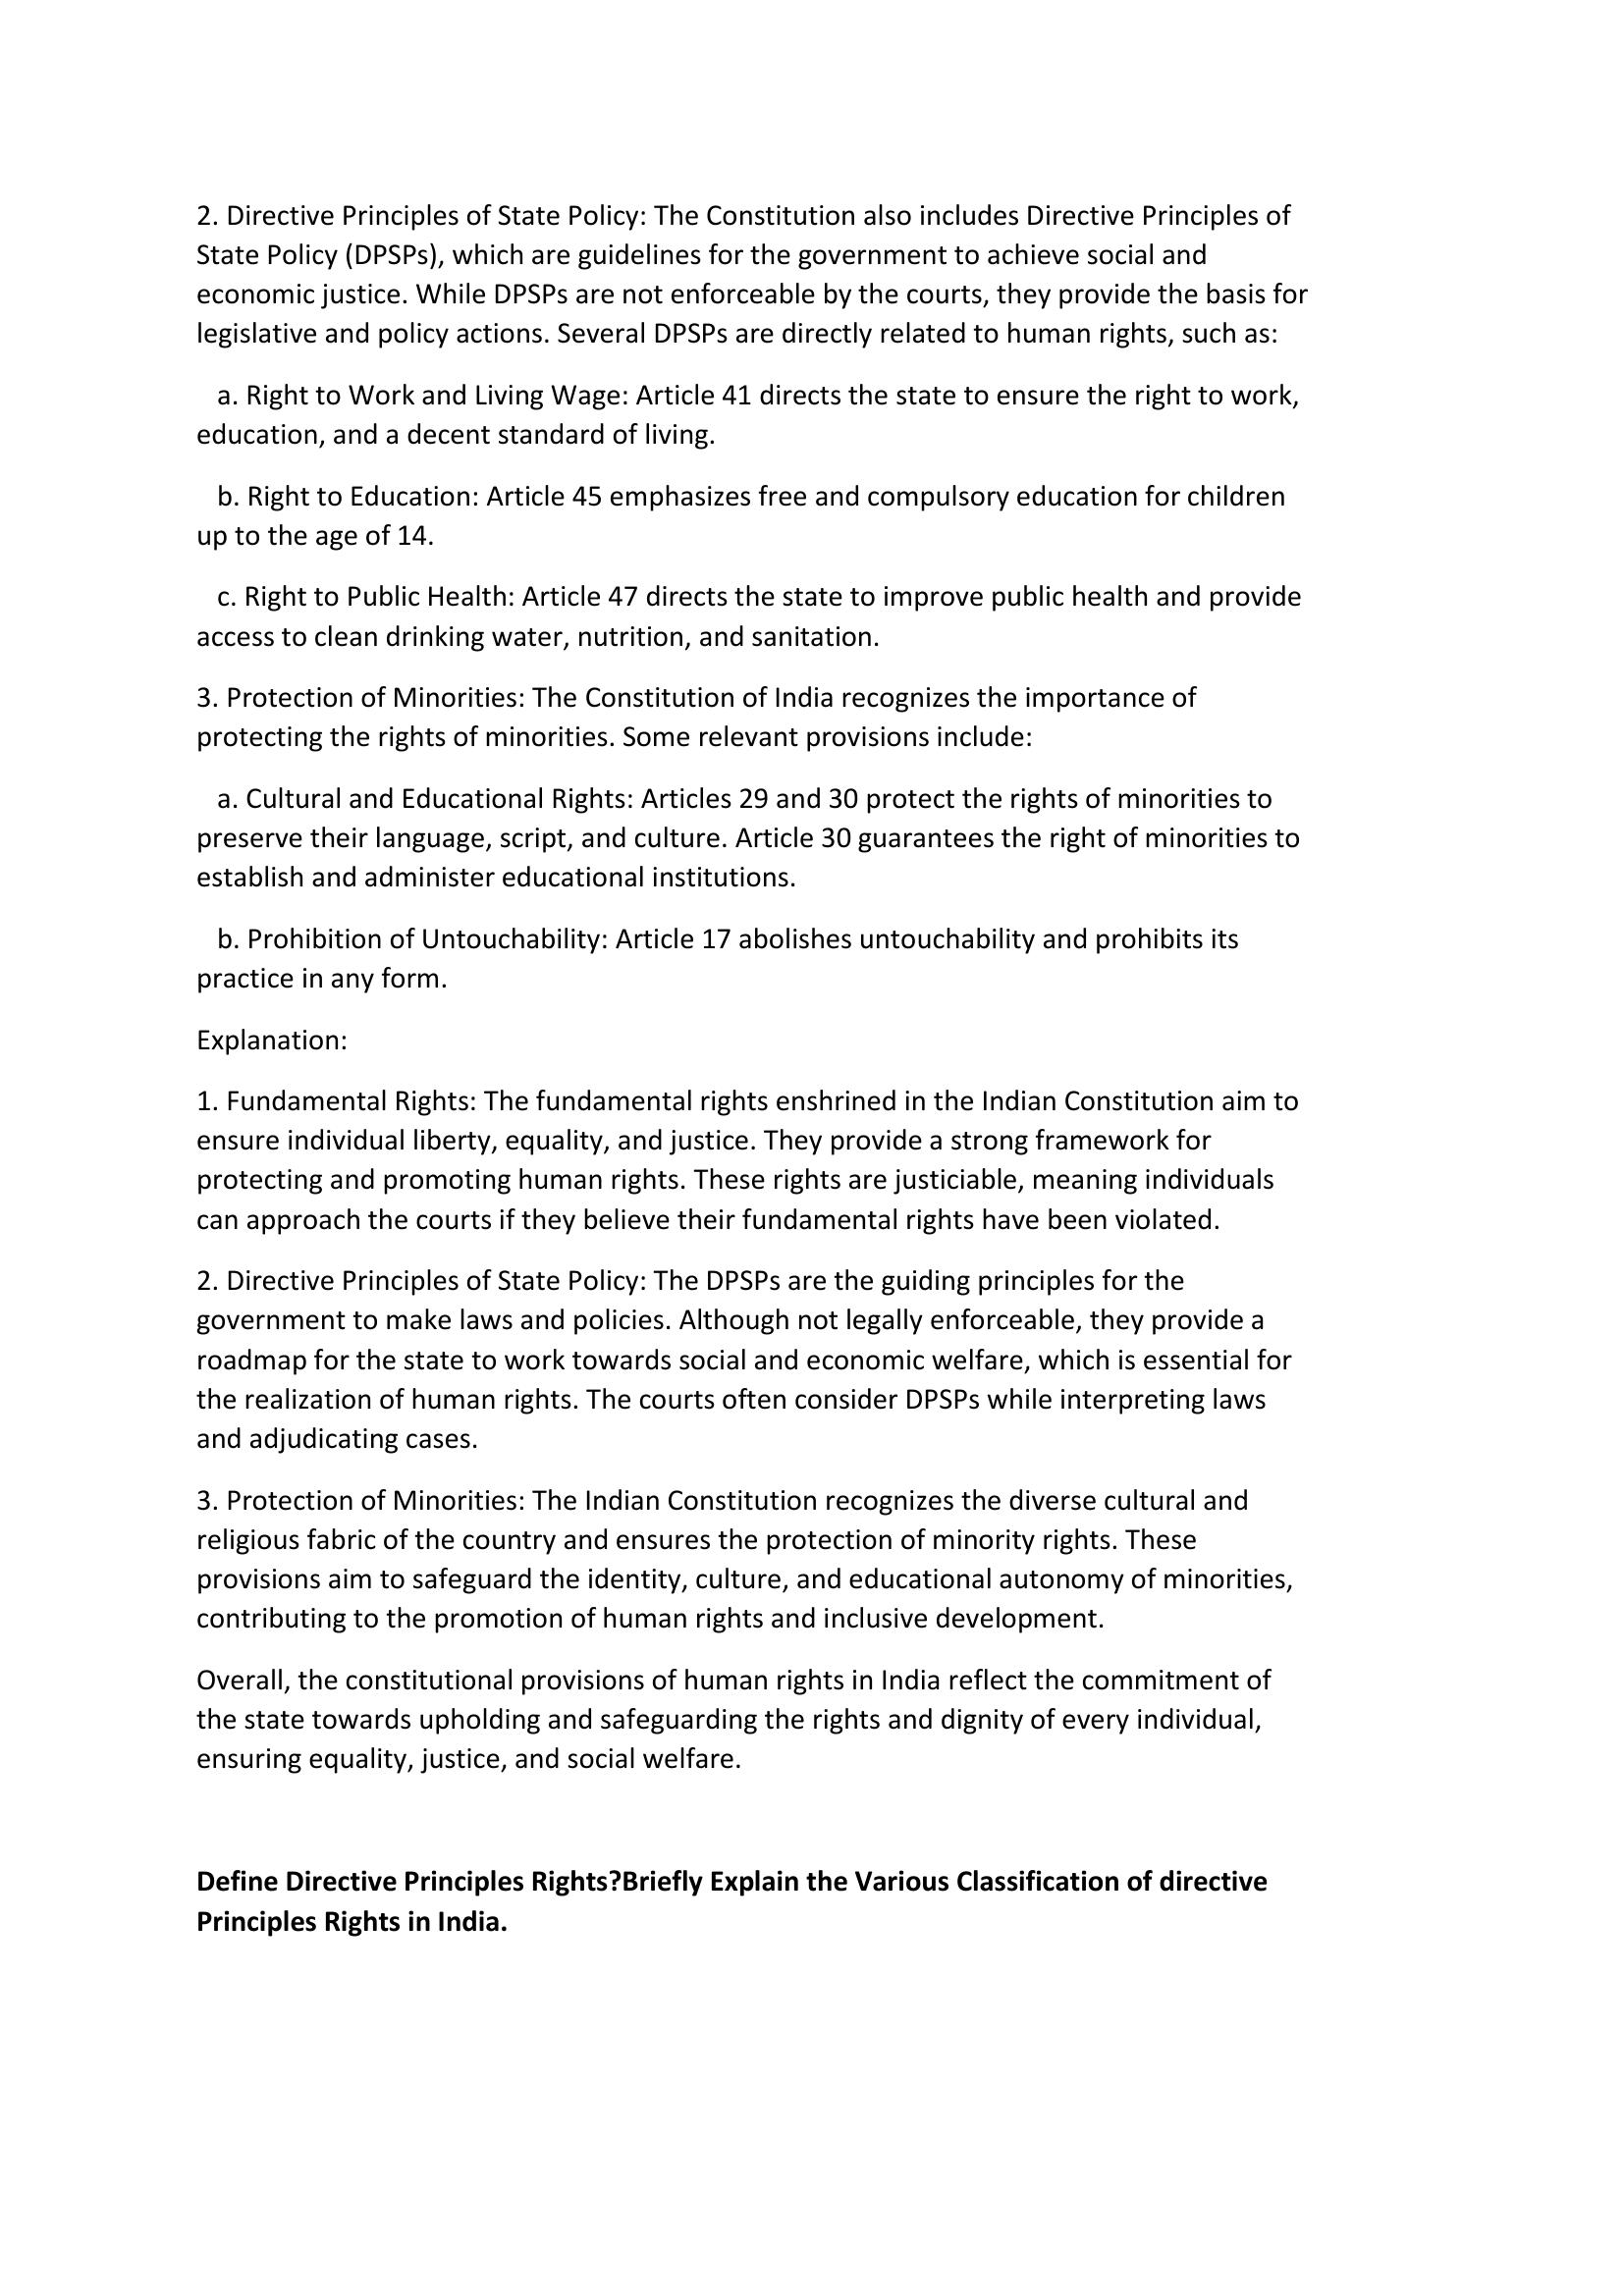 2. Directive Principles of State Policy: The Constitution also includes Directive Principles of
State Policy (DPSPs), which are guidelines for the government to achieve social and
economic justice. While DPSPs are not enforceable by the courts, they provide the basis for
legislative and policy actions. Several DPSPs are directly related to human rights, such as:
a. Right to Work and Living Wage: Article 41 directs the state to ensure the right to work,
education, and a decent standard of living.
b. Right to Education: Article 45 emphasizes free and compulsory education for children
up to the age of 14.
c. Right to Public Health: Article 47 directs the state to improve public health and provide
access to clean drinking water, nutrition, and sanitation.
3. Protection of Minorities: The Constitution of India recognizes the importance of
protecting the rights of minorities. Some relevant provisions include:
a. Cultural and Educational Rights: Articles 29 and 30 protect the rights of minorities to
preserve their language, script, and culture. Article 30 guarantees the right of minorities to
establish and administer educational institutions.
b. Prohibition of Untouchability: Article 17 abolishes untouchability and prohibits its
practice in any form.
Explanation:
1. Fundamental Rights: The fundamental rights enshrined in the Indian Constitution aim to
ensure individual liberty, equality, and justice. They provide a strong framework for
protecting and promoting human rights. These rights are justiciable, meaning individuals
can approach the courts if they believe their fundamental rights have been violated.
2. Directive Principles of State Policy: The DPSPs are the guiding principles for the
government to make laws and policies. Although not legally enforceable, they provide a
roadmap for the state to work towards social and economic welfare, which is essential for
the realization of human rights. The courts often consider DPSPs while interpreting laws
and adjudicating cases.
3. Protection of Minorities: The Indian Constitution recognizes the diverse cultural and
religious fabric of the country and ensures the protection of minority rights. These
provisions aim to safeguard the identity, culture, and educational autonomy of minorities,
contributing to the promotion of human rights and inclusive development.
Overall, the constitutional provisions of human rights in India reflect the commitment of
the state towards upholding and safeguarding the rights and dignity of every individual,
ensuring equality, justice, and social welfare.
Define Directive Principles Rights?Briefly Explain the Various Classification of directive
Principles Rights in India.